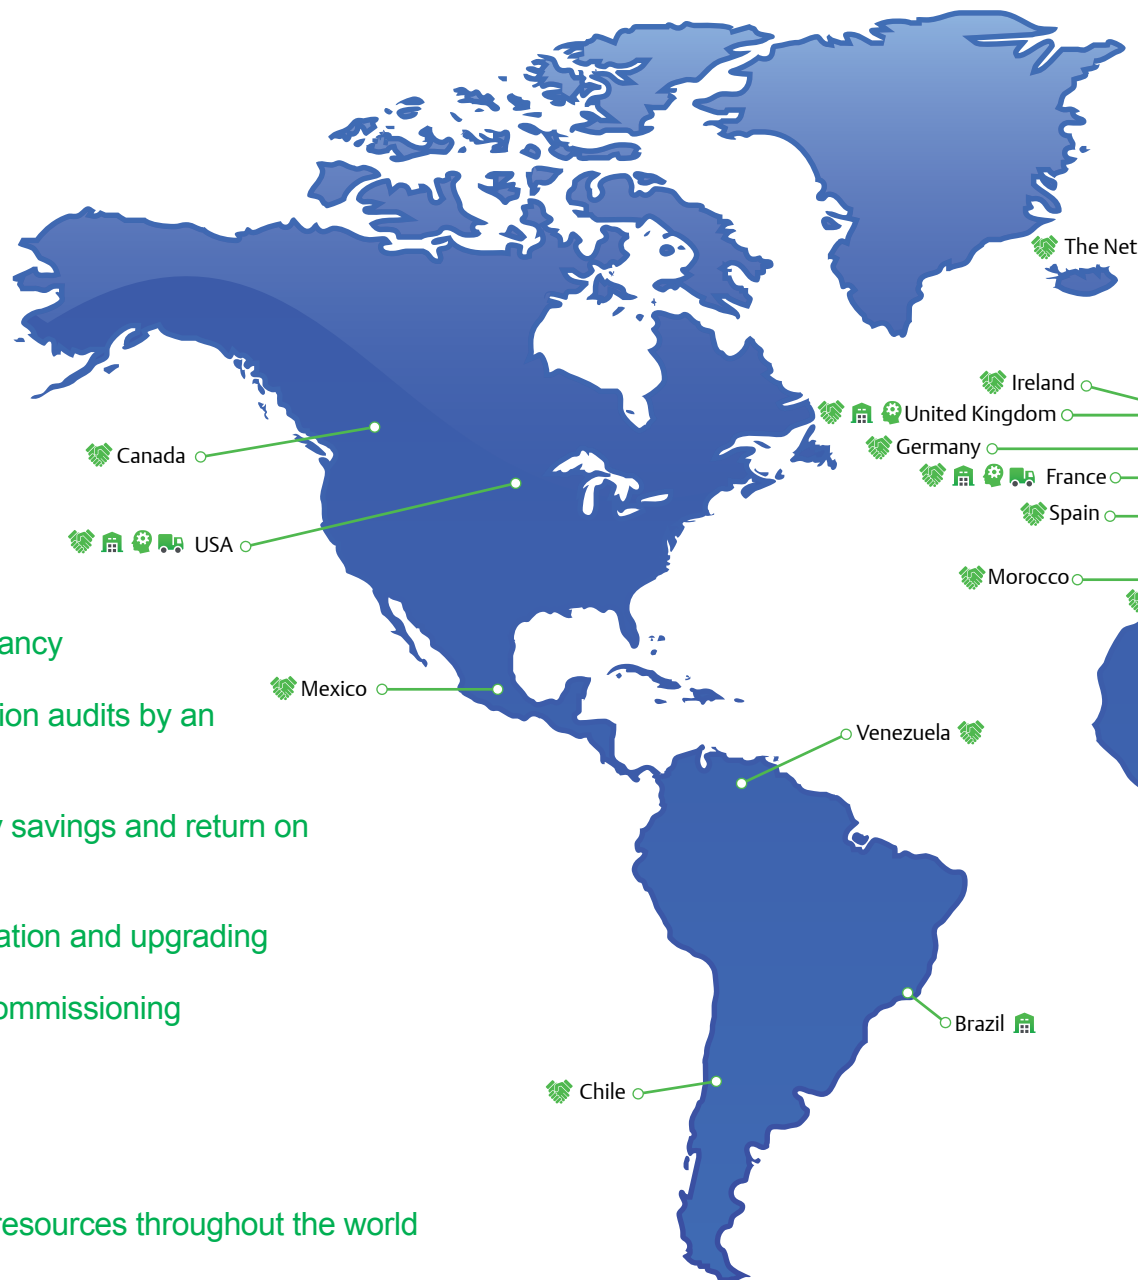 The Net
Ireland
United Kingdom
Germany
Canada
France
Spain
USA
Morocco
ancy
Mexico
ion audits by an
Venezuela
y savings and return on
ation and upgrading
ommissioning
Brazil
Chile
resources throughout the world